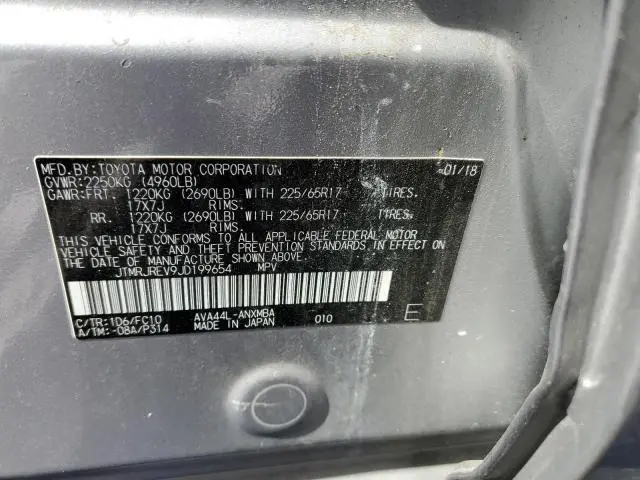 MFD.BY:TOYOTA MOTOR CORPORATION 01/18
GVWR:2250KG (4960LB)
GAWR:FRT. 1220KG (2690LB) WITH 225/65R17 TIRES.
17X7J RIMS.
RR. 1220KG (2690LB) WITH 225/65R17 TIRES.
17X7J RIMS.
THIS VEHICLE CONFORMS TO ALL APPLICABLE FEDERAL MOTOR
VEHICLE SAFETY AND THEFT PREVENTION STANDARDS IN EFFECT ON
THE DATE OF MANUFACTURE SHOWN ABOVE.
JTMRJREV9JD199654 MPV
C/TR:1D6/FC10 AVA44L-ANXMBA
A/TM:-08A/P314 MADE IN JAPAN 010 E